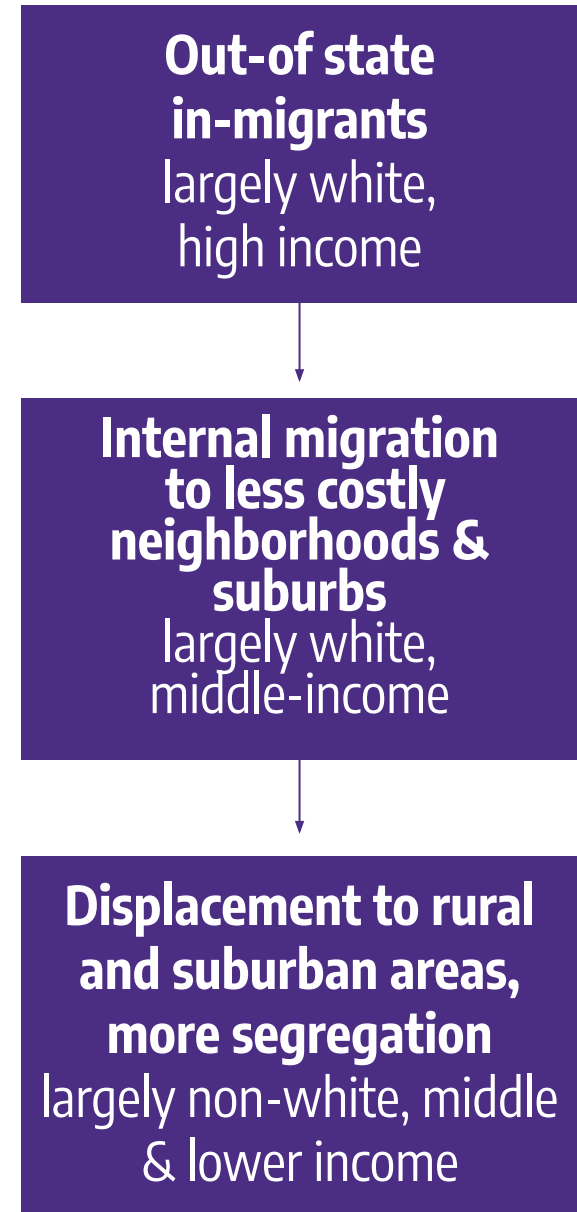 Out-of state
in-migrants
largely white,
high income
Internal migration
to less costly
neighborhoods &
suburbs
largely white,
middle-income
Displacement to rural
and suburban areas,
more segregation
largely non-white, middle
& lower income